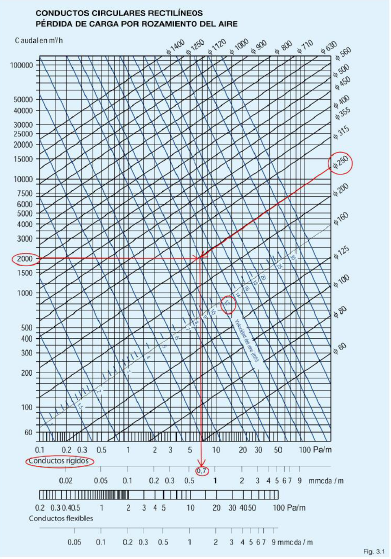 CONDUCTOS CIRCULARES RECTILÍNEOS
PÉRDIDA DE CARGA POR ROZAMIENTO DEL AIRE
Caudal en m³/h
ϕ 1400
ϕ 1250
ϕ 1120
ϕ 1000
ϕ 900
ϕ 800
ϕ 710
ϕ 630
ϕ 560
ϕ 500
ϕ 450
ϕ 400
ϕ 355
ϕ 315
ϕ 250
ϕ 200
ϕ 160
ϕ 125
ϕ 100
ϕ 80
ϕ 60
100000
50000
40000
30000
25000
20000
15000
10000
7500
6000
5000
4000
3000
2000
1500
1000
500
400
300
200
100
60
0.1 0.2 0.3 0.5 1 2 3 5 10 20 30 50 100 Pa/m
Conductos rígidos
0,7
0.02 0.05 0.1 0.2 0.3 0.5 1 2 3 4 5 6 7 9 mmcda/m
0.2 0.3 0.4 0.5 1 2 3 4 5 10 20 30 40 50 100 Pa/m
Conductos flexibles
0.05 0.1 0.2 0.3 0.5 1 2 3 4 5 6 7 9 mmcda/m
Fig. 3.1